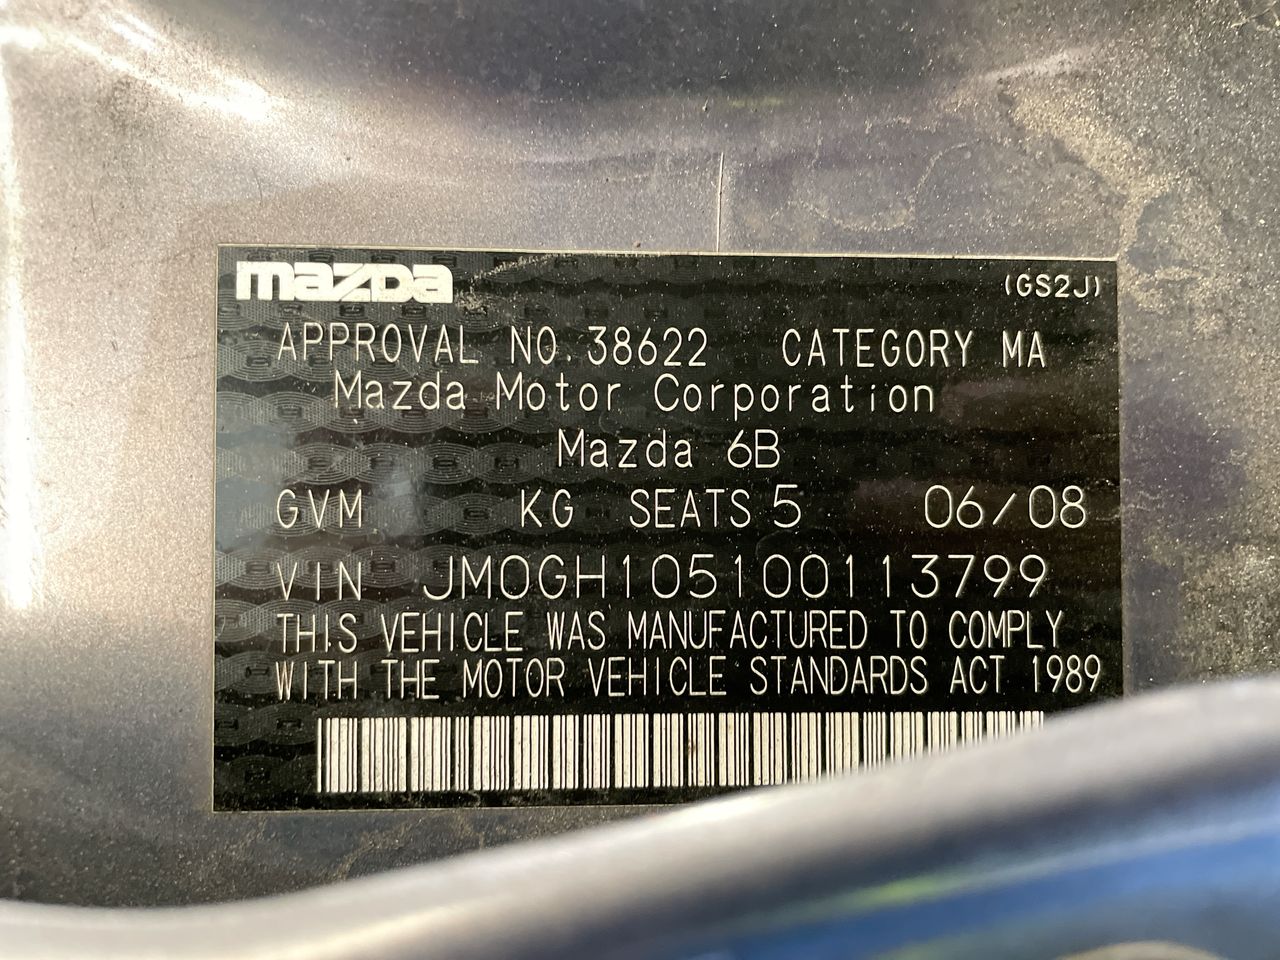 mazda
(GS2J)
APPROVAL NO. 38622 CATEGORY MA
Mazda Motor Corporation
Mazda 6B
GVM KG SEATS 5 06/08
VIN JM0GH105100113799
THIS VEHICLE WAS MANUFACTURED TO COMPLY
WITH THE MOTOR VEHICLE STANDARDS ACT 1989